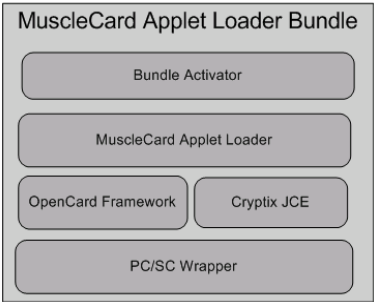 MuscleCard Applet Loader Bundle
Bundle Activator
MuscleCard Applet Loader
OpenCard Framework
Cryptix JCE
PC/SC Wrapper